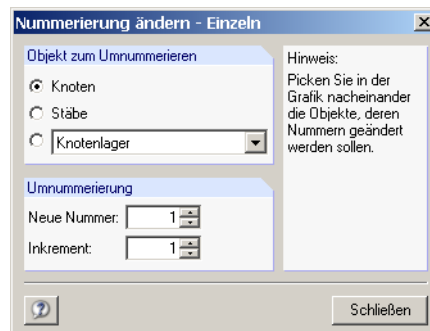 Nummerierung ändern - Einzeln
Objekt zum Umnummerieren
Knoten
Stäbe
Knotenlager
Umnummerierung
Neue Nummer: 1
Inkrement: 1
Hinweis:
Picken Sie in der
Grafik nacheinander
die Objekte, deren
Nummern geändert
werden sollen.
Schließen